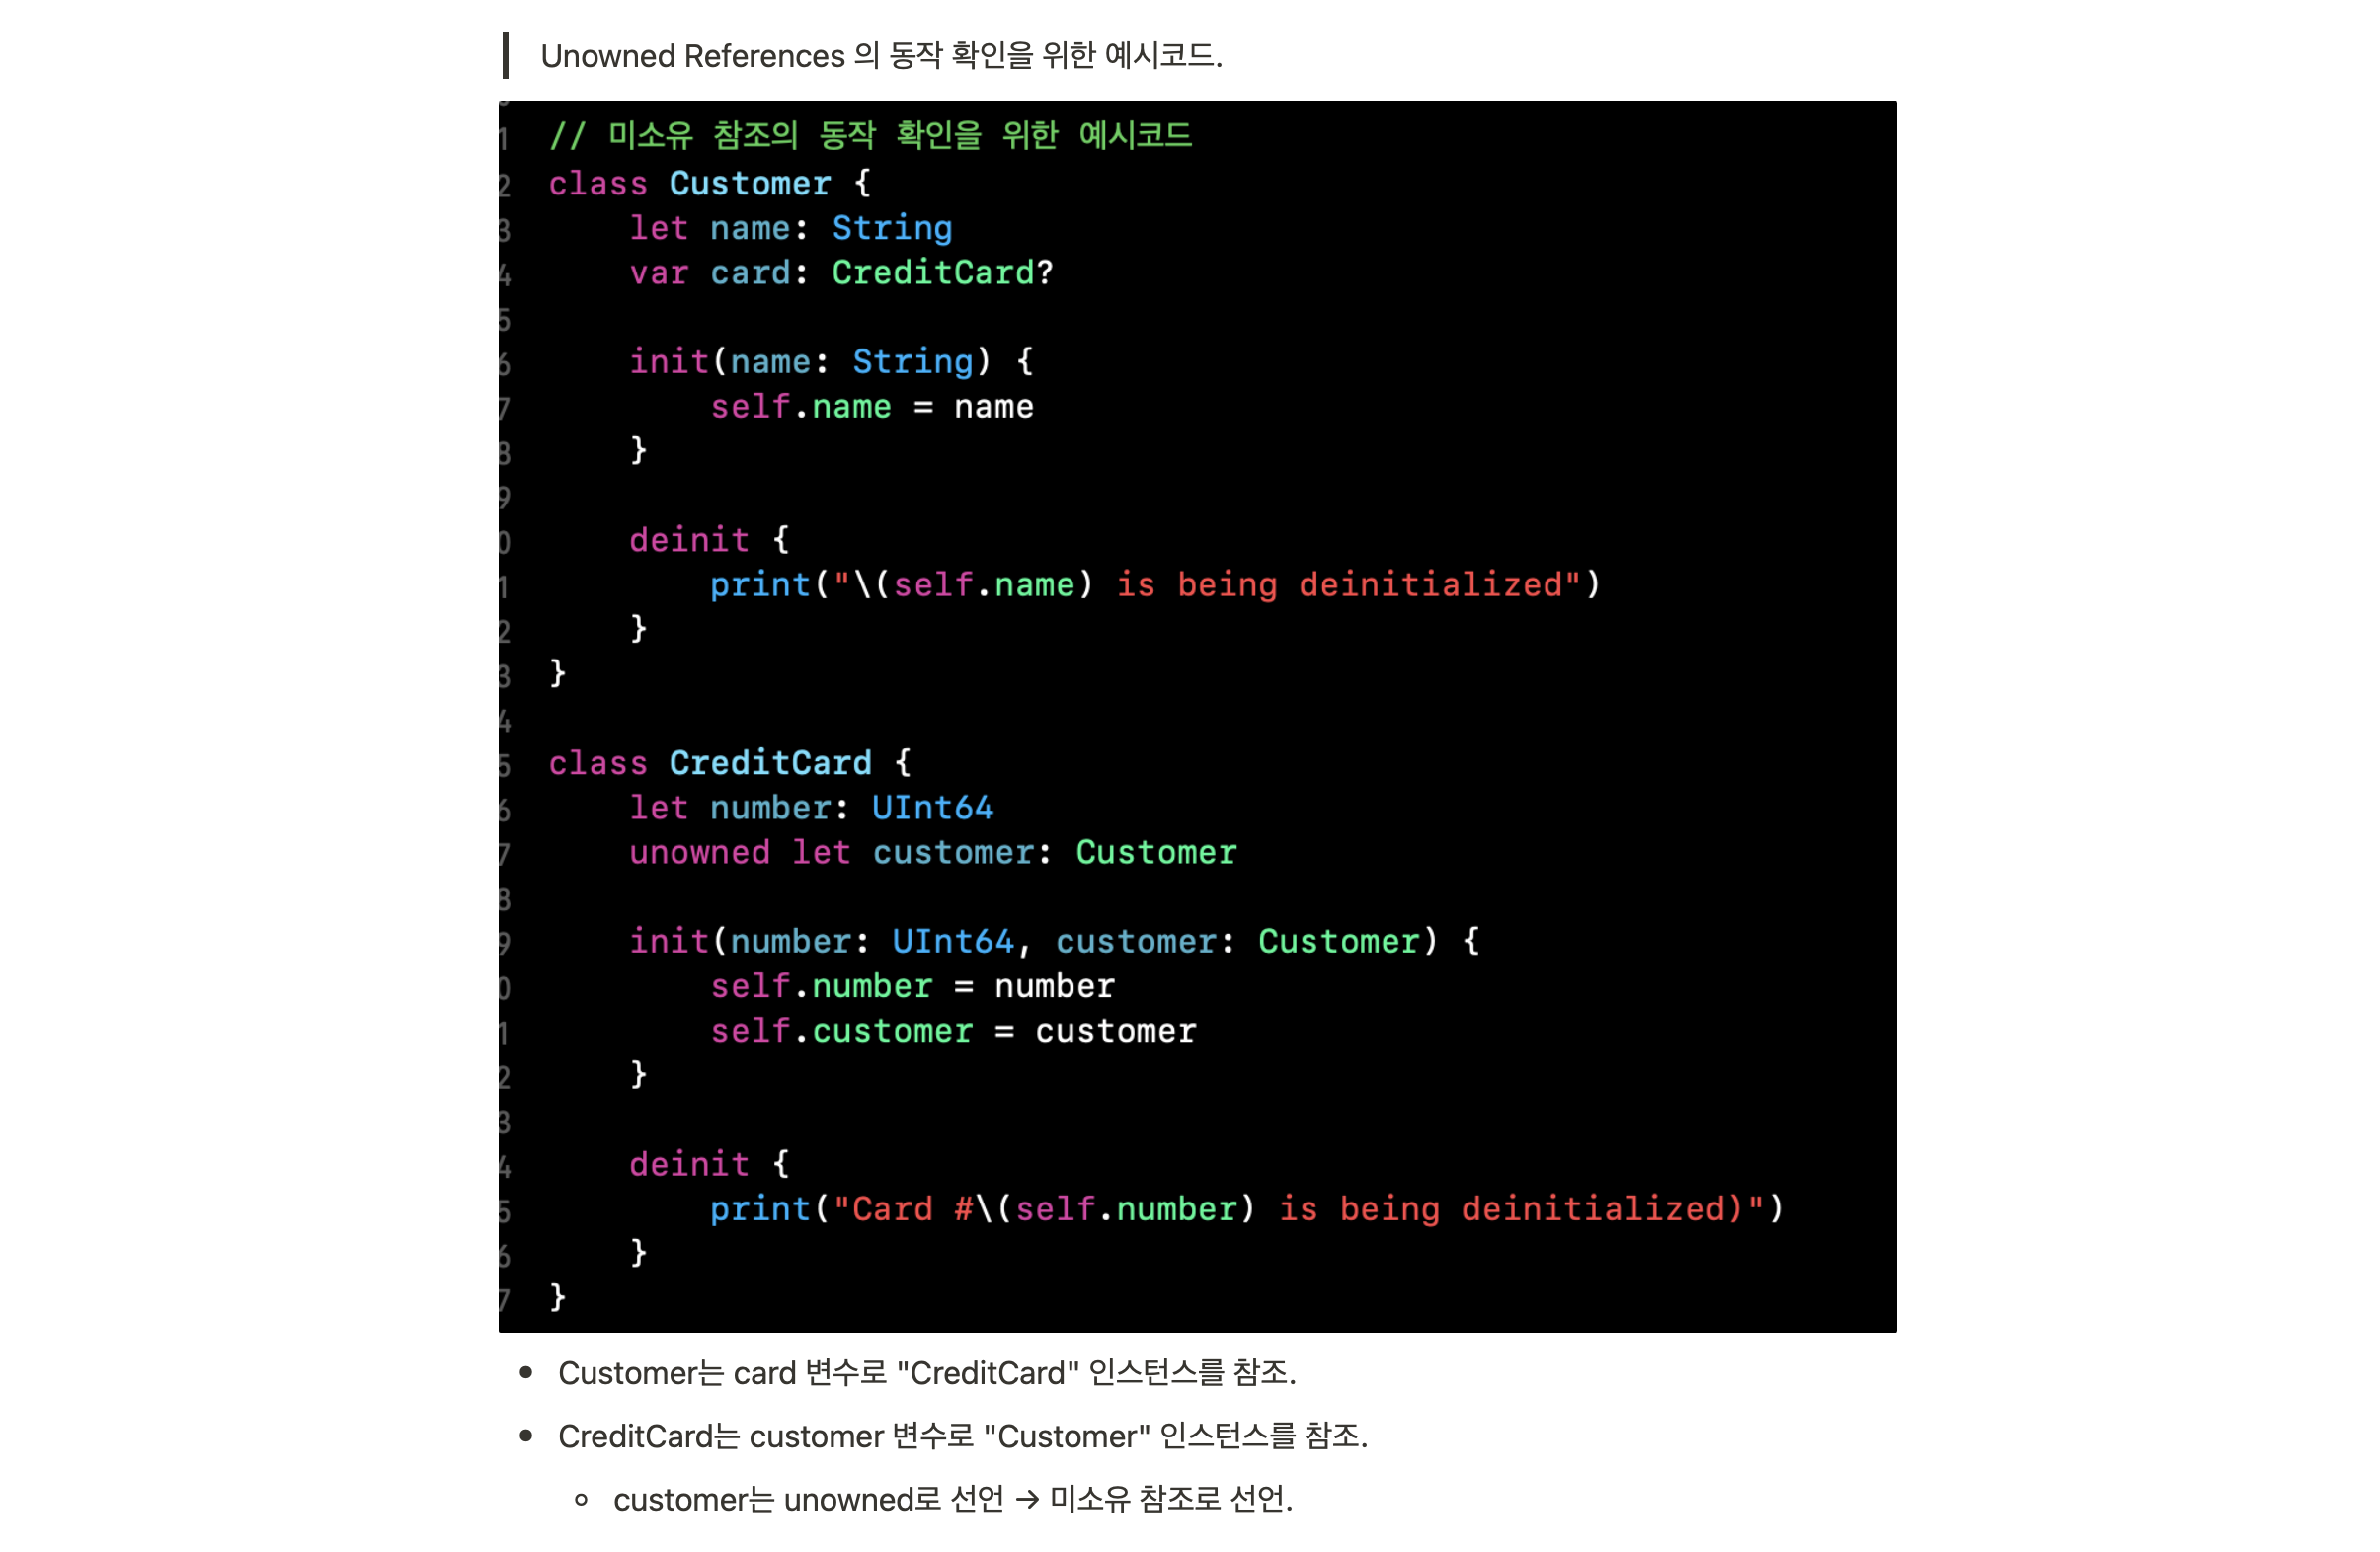 Unowned References 의 동작 확인을 위한 예시코드.
1 // 미소유 참조의 동작 확인을 위한 예시코드
2 class Customer {
3     let name: String
4     var card: CreditCard?
5
6     init(name: String) {
7         self.name = name
8     }
9
0     deinit {
1         print("\(self.name) is being deinitialized")
2     }
3 }
4
5 class CreditCard {
6     let number: UInt64
7     unowned let customer: Customer
8
9     init(number: UInt64, customer: Customer) {
0         self.number = number
1         self.customer = customer
2     }
3
4     deinit {
5         print("Card #\(self.number) is being deinitialized)")
6     }
7 }
• Customer는 card 변수로 "CreditCard" 인스턴스를 참조.
• CreditCard는 customer 변수로 "Customer" 인스턴스를 참조.
◦ customer는 unowned로 선언 → 미소유 참조로 선언.